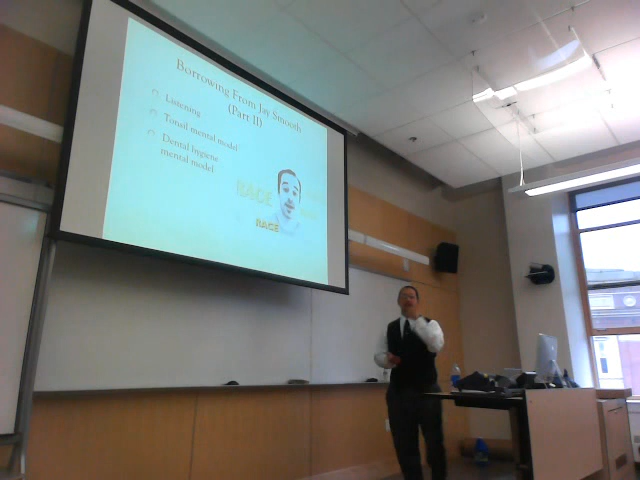 Borrowing From Jay Smooth
(Part II)
Listening
Tonsil mental model
Dental hygiene
mental model
RACE
RACE